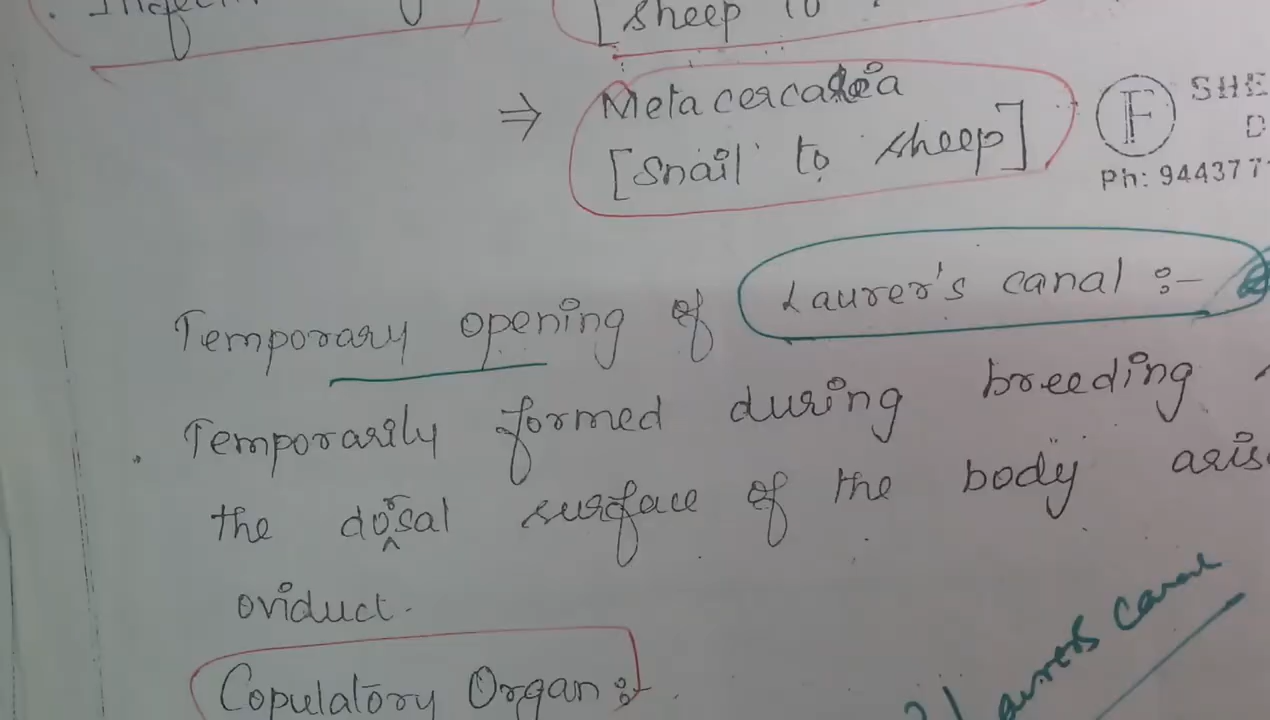 [sheep to
⇒ Metacercarea
[Snail to sheep]
F
SHE
D
Ph: 944377
Temporary opening of Laurer's canal :-
. Temporarily formed during breeding
the dorsal surface of the body aris
oviduct.
Copulatory Organ :-
Laurer's canal